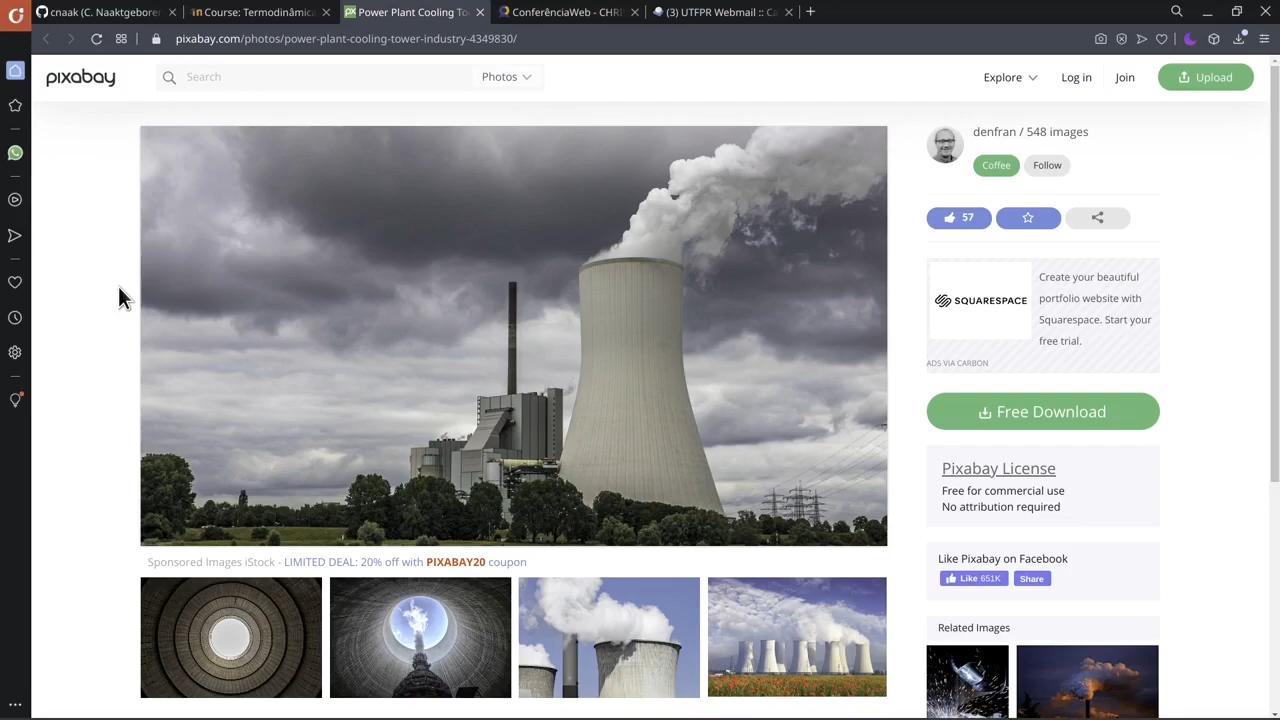 cnaak (C. Naaktgebore
Course: Termodinâmica
Power Plant Cooling To
ConferênciaWeb - CHRI
(3) UTFPR Webmail :: Ca
pixabay.com/photos/power-plant-cooling-tower-industry-4349830/
pixabay
Search
Photos
Explore
Log in
Join
Upload
denfran / 548 images
Coffee
Follow
57
SQUARESPACE
Create your beautiful
portfolio website with
Squarespace. Start your
free trial.
ADS VIA CARBON
Free Download
Pixabay License
Free for commercial use
No attribution required
Sponsored Images iStock - LIMITED DEAL: 20% off with PIXABAY20 coupon
Like Pixabay on Facebook
Like 651K
Share
Related Images